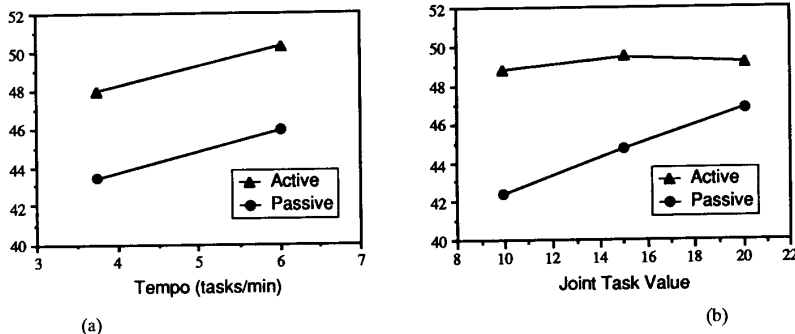 52
50
48
46
44
42
40
3 4 5 6 7
Active
Passive
Tempo (tasks/min)
(a)
52
50
48
46
44
42
40
8 10 12 14 16 18 20 22
Active
Passive
Joint Task Value
(b)